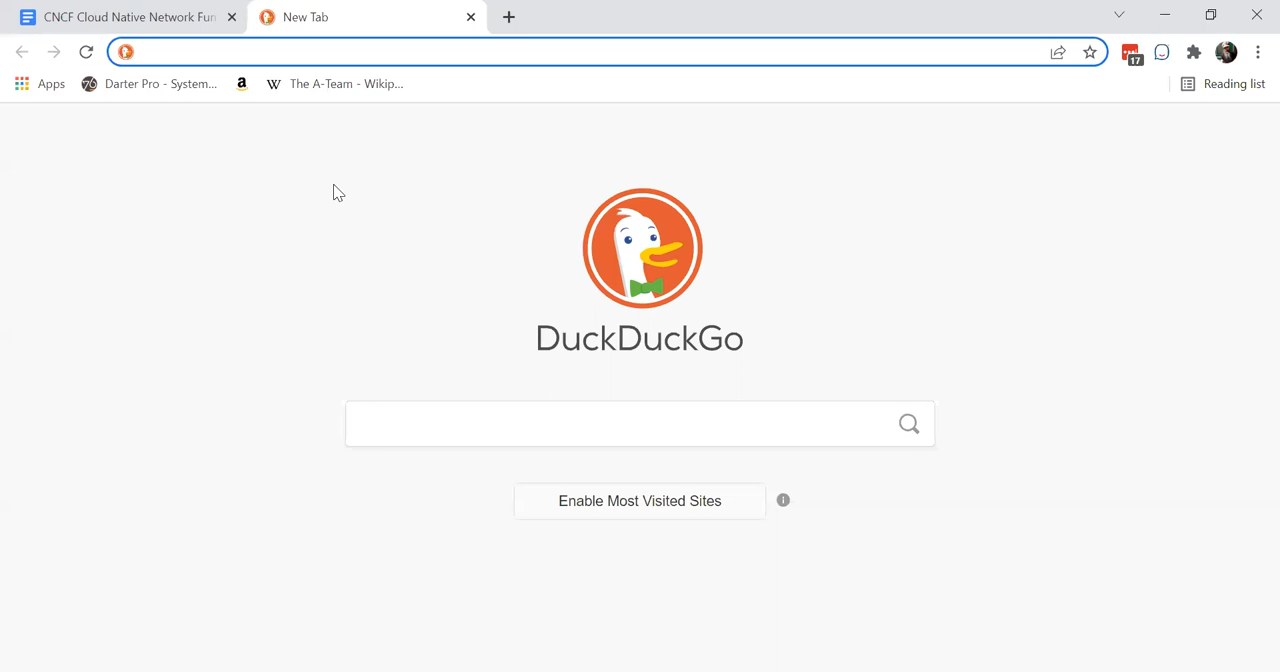 CNCF Cloud Native Network Fun
New Tab
17
Apps
76
Darter Pro - System...
a
W
The A-Team - Wikip...
Reading list
DuckDuckGo
Enable Most Visited Sites
i